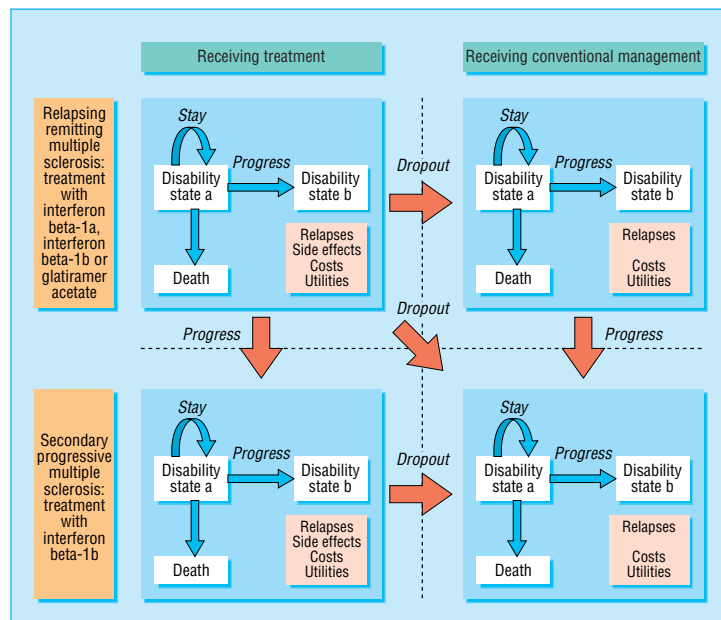 Receiving treatment
Receiving conventional management
Relapsing
remitting
multiple
sclerosis:
treatment
with
interferon
beta-1a,
interferon
beta-1b or
glatiramer
acetate
Stay
Progress
Disability
state a
Disability
state b
Death
Relapses
Side effects
Costs
Utilities
Dropout
Stay
Progress
Disability
state a
Disability
state b
Death
Relapses
Costs
Utilities
Progress
Dropout
Progress
Secondary
progressive
multiple
sclerosis:
treatment
with
interferon
beta-1b
Stay
Progress
Disability
state a
Disability
state b
Death
Relapses
Side effects
Costs
Utilities
Dropout
Stay
Progress
Disability
state a
Disability
state b
Death
Relapses
Costs
Utilities